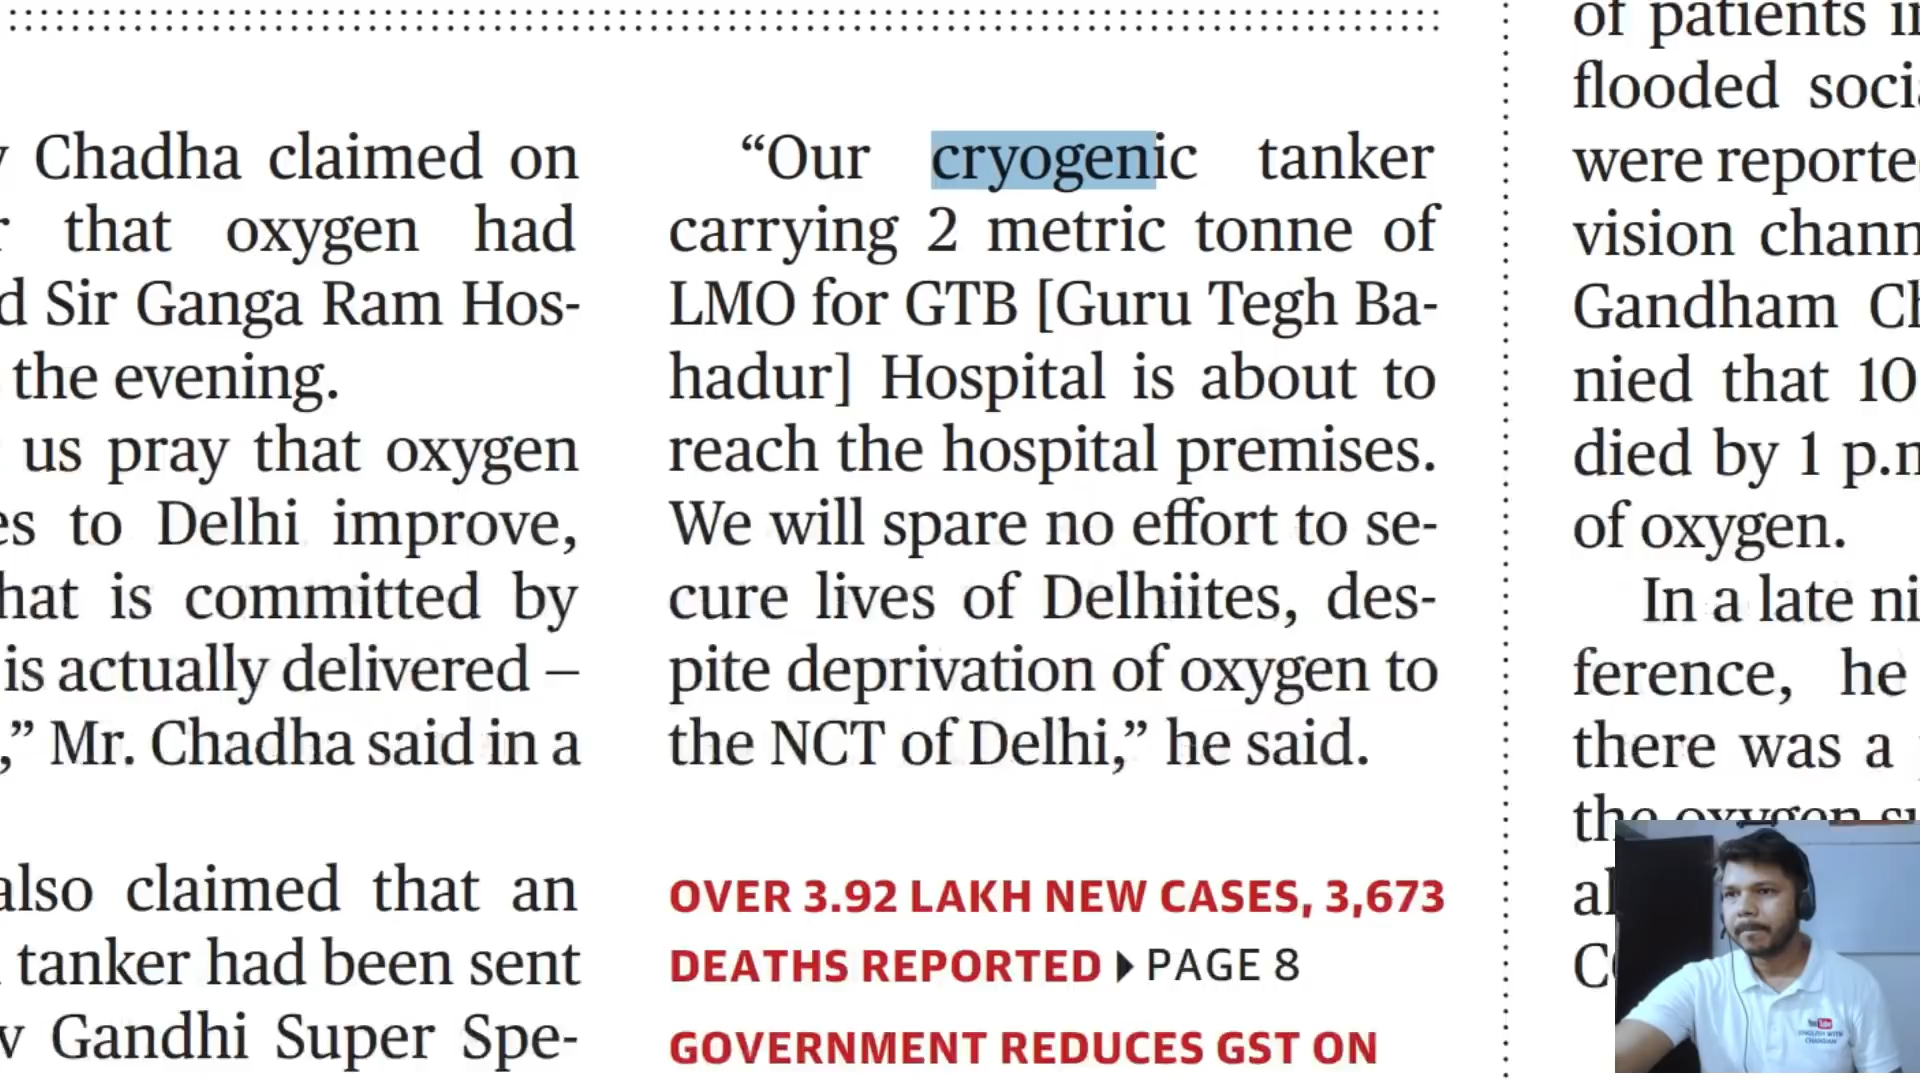 Chadha claimed on
that oxygen had
Sir Ganga Ram Hos-
the evening.
us pray that oxygen
to Delhi improve,
is committed by
is actually delivered –
,” Mr. Chadha said in a
also claimed that an
tanker had been sent
Gandhi Super Spe-
“Our cryogenic tanker
carrying 2 metric tonne of
LMO for GTB [Guru Tegh Ba-
hadur] Hospital is about to
reach the hospital premises.
We will spare no effort to se-
cure lives of Delhiites, des-
pite deprivation of oxygen to
the NCT of Delhi,” he said.
OVER 3.92 LAKH NEW CASES, 3,673
DEATHS REPORTED ▸ PAGE 8
GOVERNMENT REDUCES GST ON
of patients
flooded
were
vision
Gandham
nied that 10
died by 1
of oxygen.
In a late
ference, he
there was a
the oxygen
YouTube
ENGLISH WITH
CHANDAN